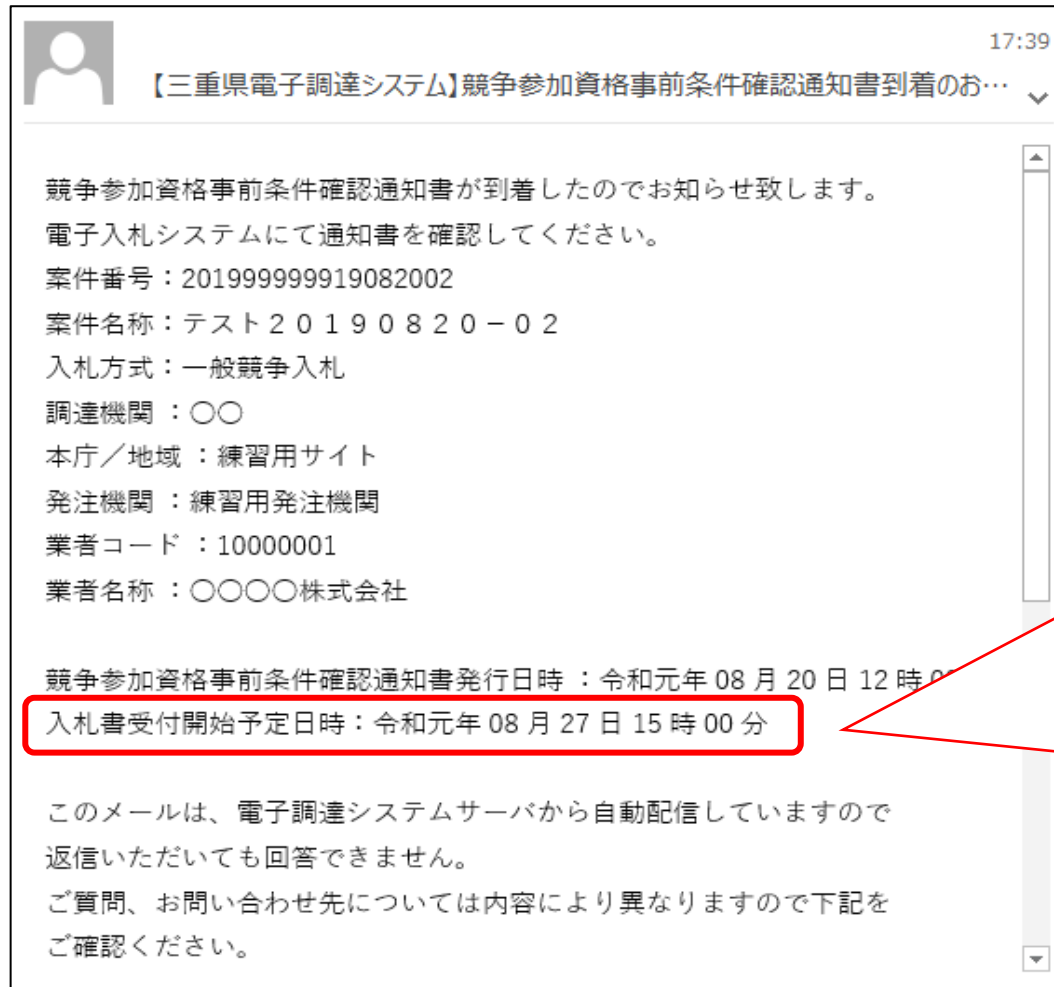 17:39
【三重県電子調達システム】競争参加資格事前条件確認通知書到着のお…
競争参加資格事前条件確認通知書が到着したのでお知らせ致します。
電子入札システムにて通知書を確認してください。
案件番号：201999999919082002
案件名称：テスト２０１９０８２０－０２
入札方式：一般競争入札
調達機関 ：〇〇
本庁／地域 ：練習用サイト
発注機関 ：練習用発注機関
業者コード ：10000001
業者名称 ：〇〇〇〇株式会社
競争参加資格事前条件確認通知書発行日時 ：令和元年 08 月 20 日 12 時
入札書受付開始予定日時：令和元年 08 月 27 日 15 時 00 分
このメールは、電子調達システムサーバから自動配信していますので
返信いただいても回答できません。
ご質問、お問い合わせ先については内容により異なりますので下記を
ご確認ください。